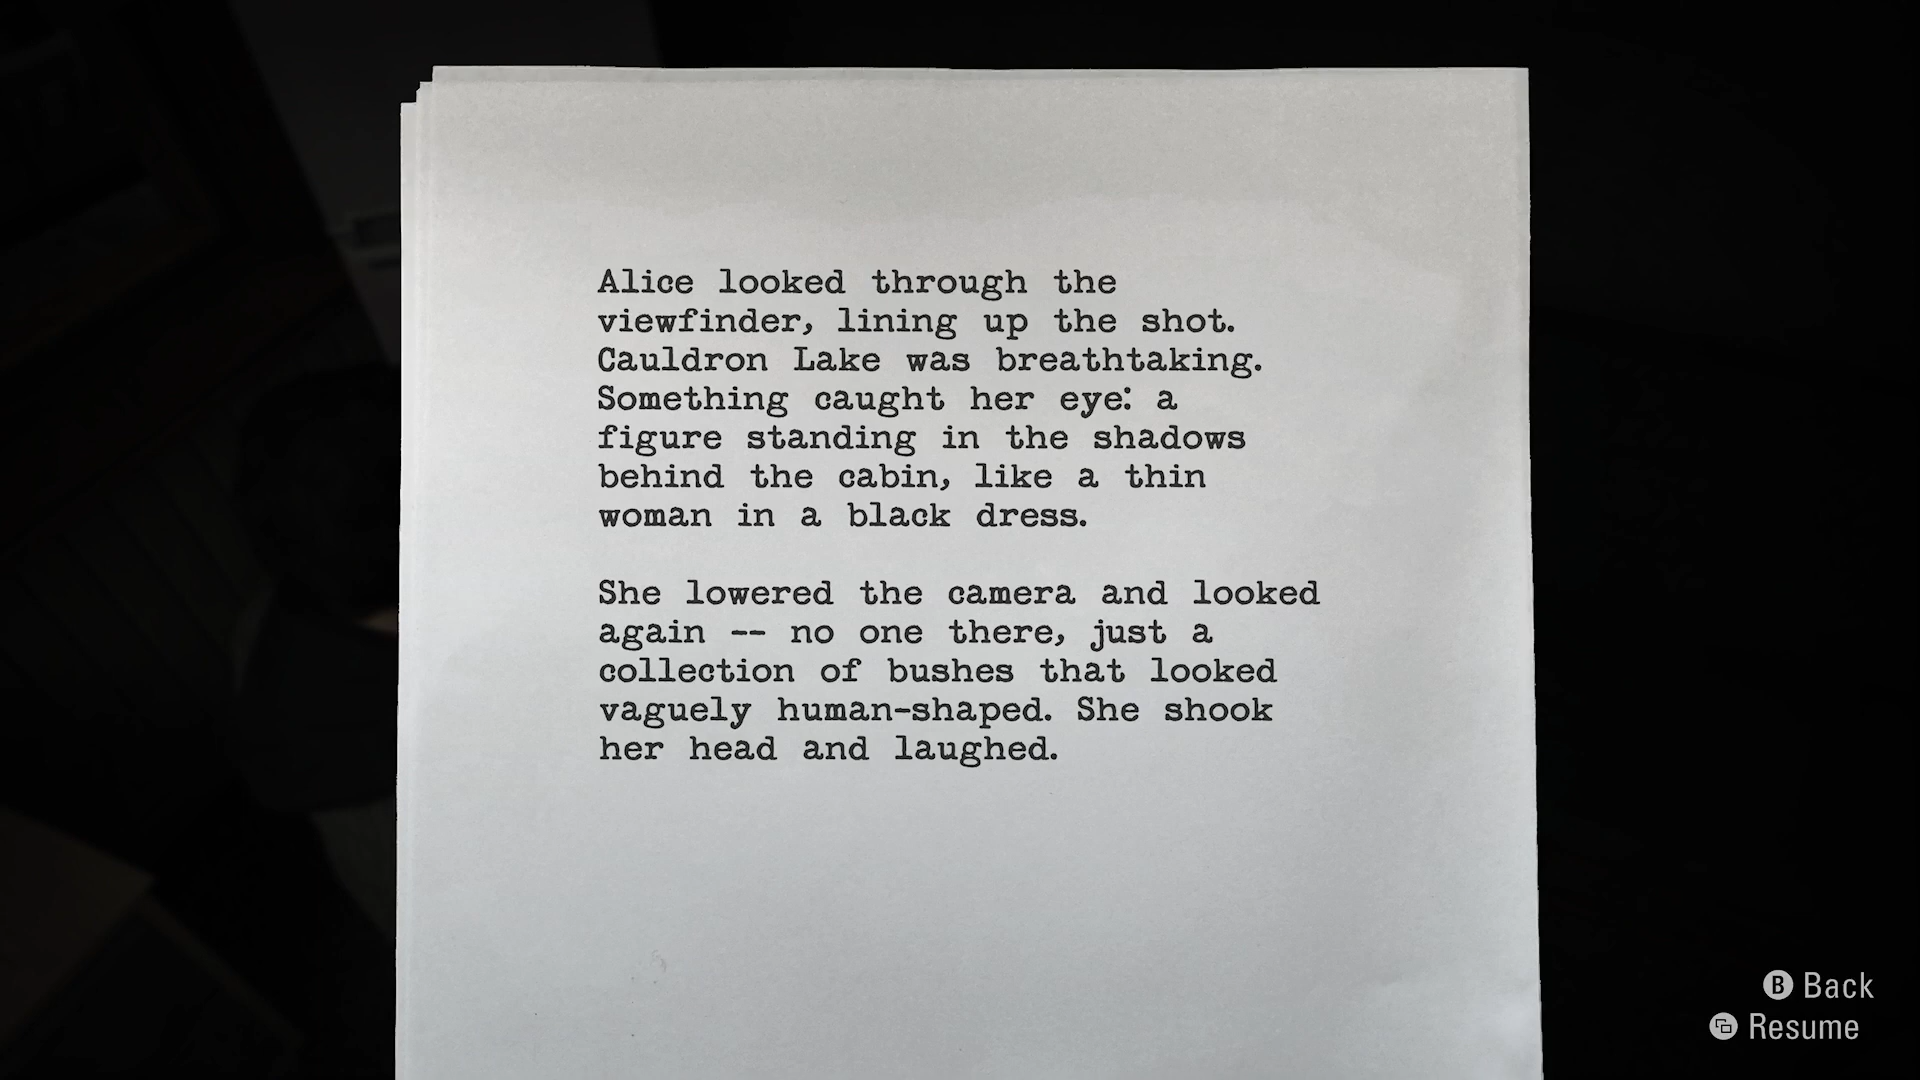 Alice looked through the
viewfinder, lining up the shot.
Cauldron Lake was breathtaking.
Something caught her eye: a
figure standing in the shadows
behind the cabin, like a thin
woman in a black dress.
She lowered the camera and looked
again -- no one there, just a
collection of bushes that looked
vaguely human-shaped. She shook
her head and laughed.
B Back
Resume